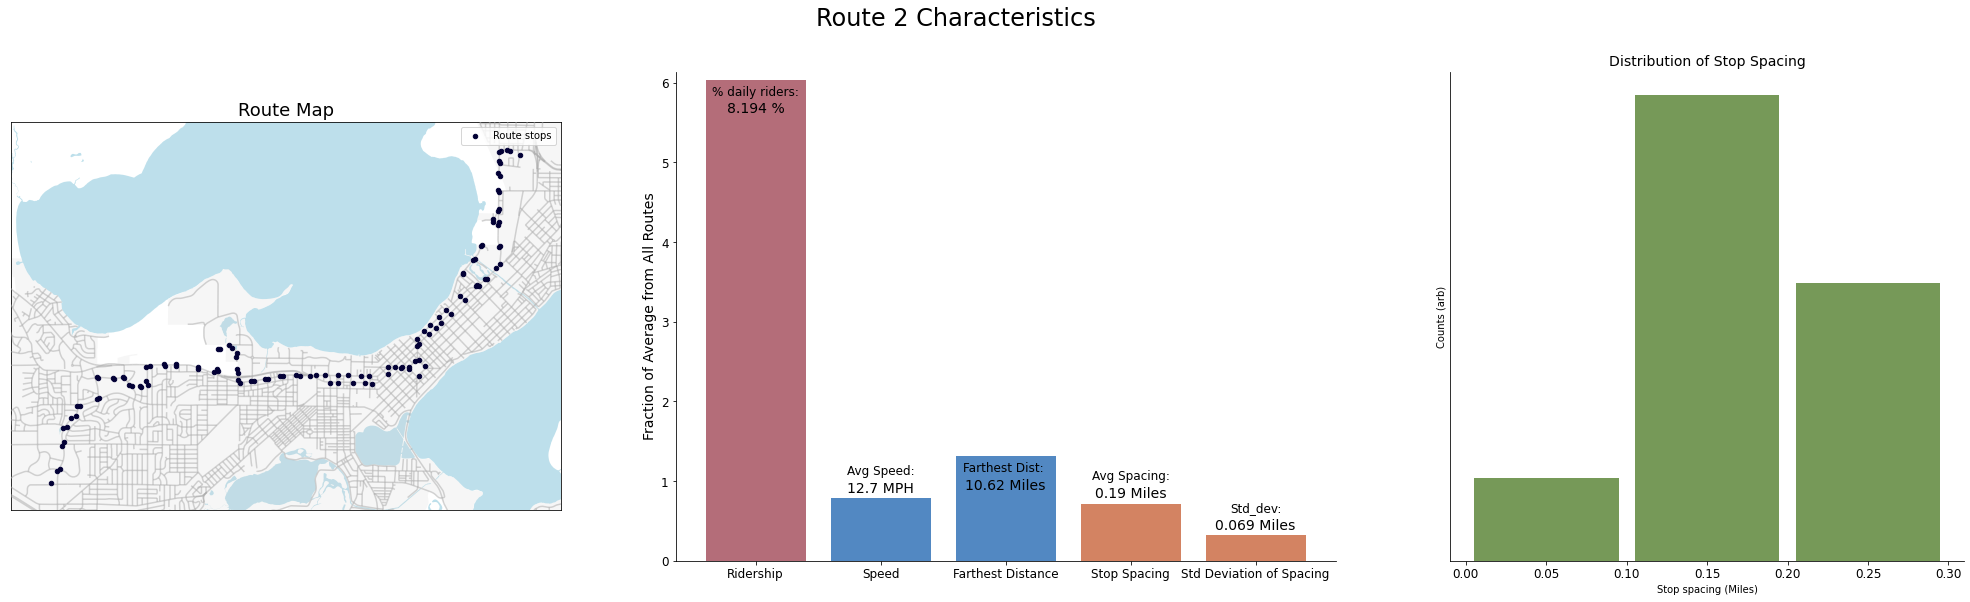 Route 2 Characteristics
Route Map
Route stops
Fraction of Average from All Routes
6
5
4
3
2
1
0
% daily riders:
8.194 %
Avg Speed:
12.7 MPH
Farthest Dist:
10.62 Miles
Avg Spacing:
0.19 Miles
Std_dev:
0.069 Miles
Ridership
Speed
Farthest Distance
Stop Spacing
Std Deviation of Spacing
Distribution of Stop Spacing
Counts (arb)
0.00
0.05
0.10
0.15
0.20
0.25
0.30
Stop spacing (Miles)